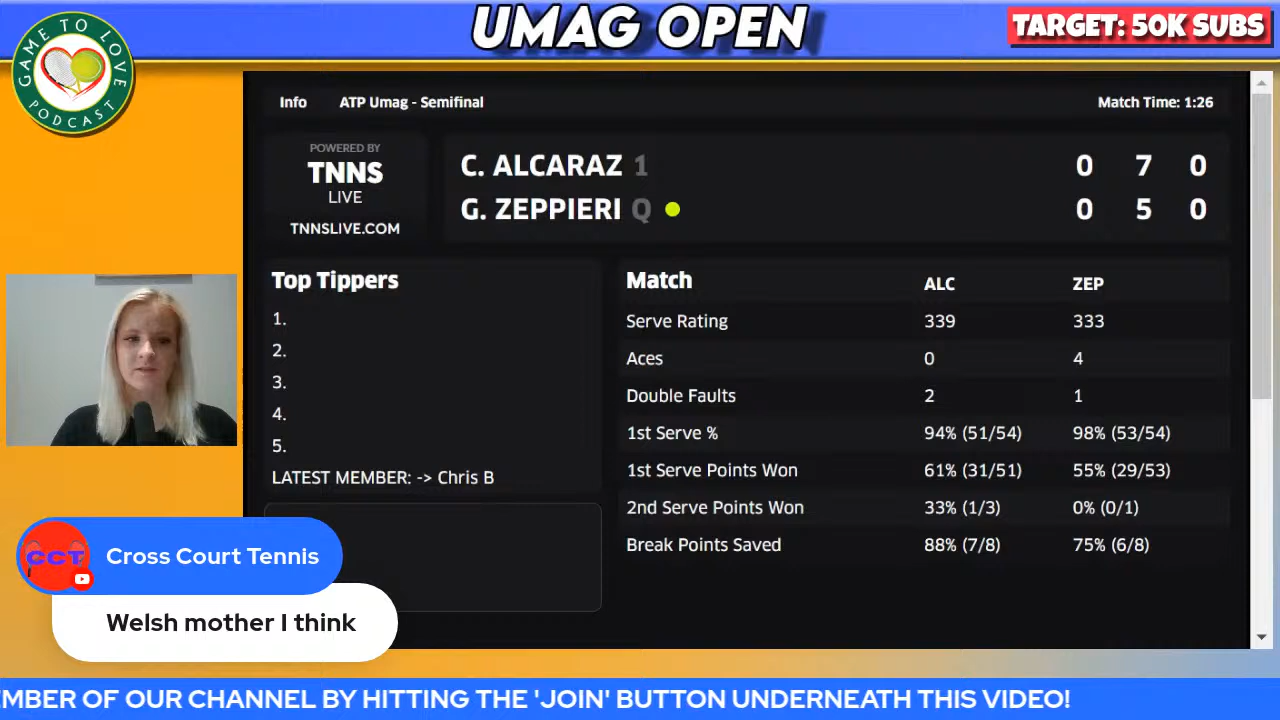 UMAG OPEN
TARGET: 50K SUBS
GAME TO LOVE
PODCAST
Info ATP Umag - Semifinal Match Time: 1:26
POWERED BY
TNNS
LIVE
TNNSLIVE.COM
C. ALCARAZ 1 0 7 0
G. ZEPPIERI Q 0 5 0
Top Tippers
1.
2.
3.
4.
5.
LATEST MEMBER: -> Chris B
Match ALC ZEP
Serve Rating 339 333
Aces 0 4
Double Faults 2 1
1st Serve % 94% (51/54) 98% (53/54)
1st Serve Points Won 61% (31/51) 55% (29/53)
2nd Serve Points Won 33% (1/3) 0% (0/1)
Break Points Saved 88% (7/8) 75% (6/8)
CCT
Cross Court Tennis
Welsh mother I think
MBER OF OUR CHANNEL BY HITTING THE 'JOIN' BUTTON UNDERNEATH THIS VIDEO!